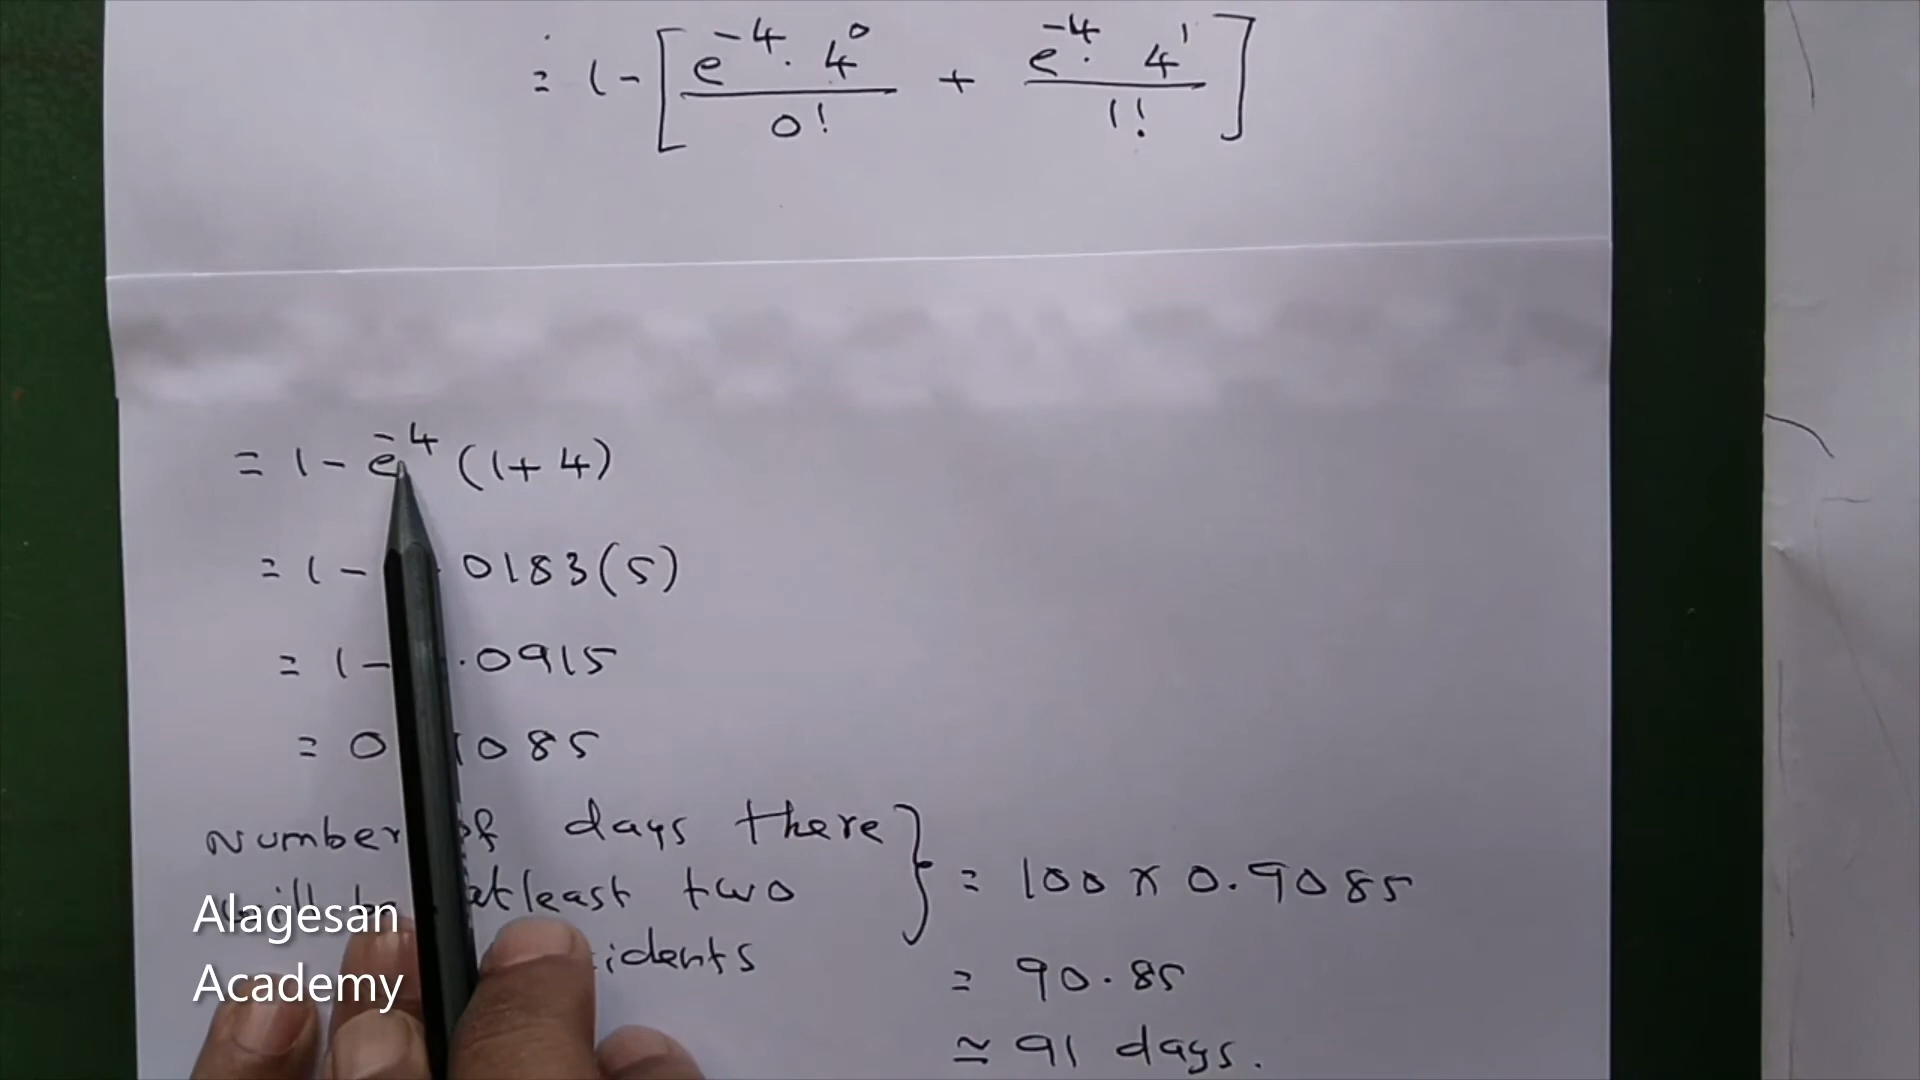 = 1 - [ e^-4 . 4^0 / 0! + e^-4 . 4^1 / 1! ]
= 1 - e^-4 (1+4)
= 1 - .0183(5)
= 1 - .0915
= 0 085
Number of days there
atleast two } = 100 x 0.9085
idents
= 90.85
≃ 91 days.
Alagesan
Academy